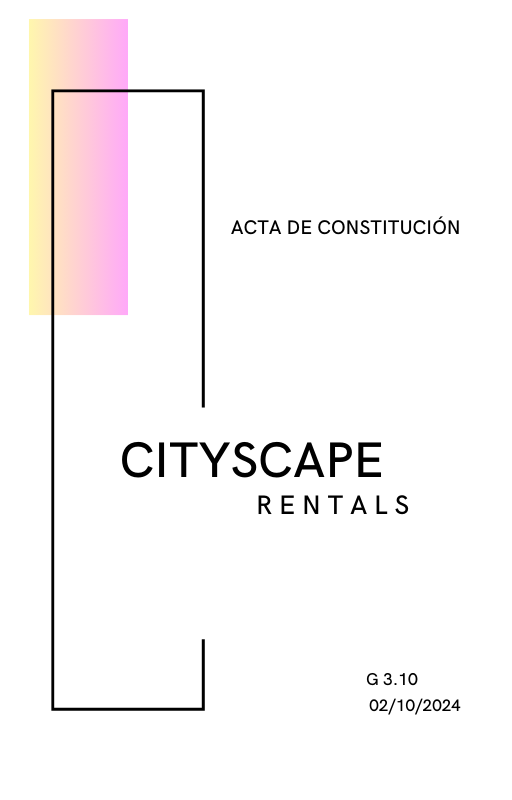 ACTA DE CONSTITUCIÓN
CITYSCAPE
RENTALS
G 3.10
02/10/2024